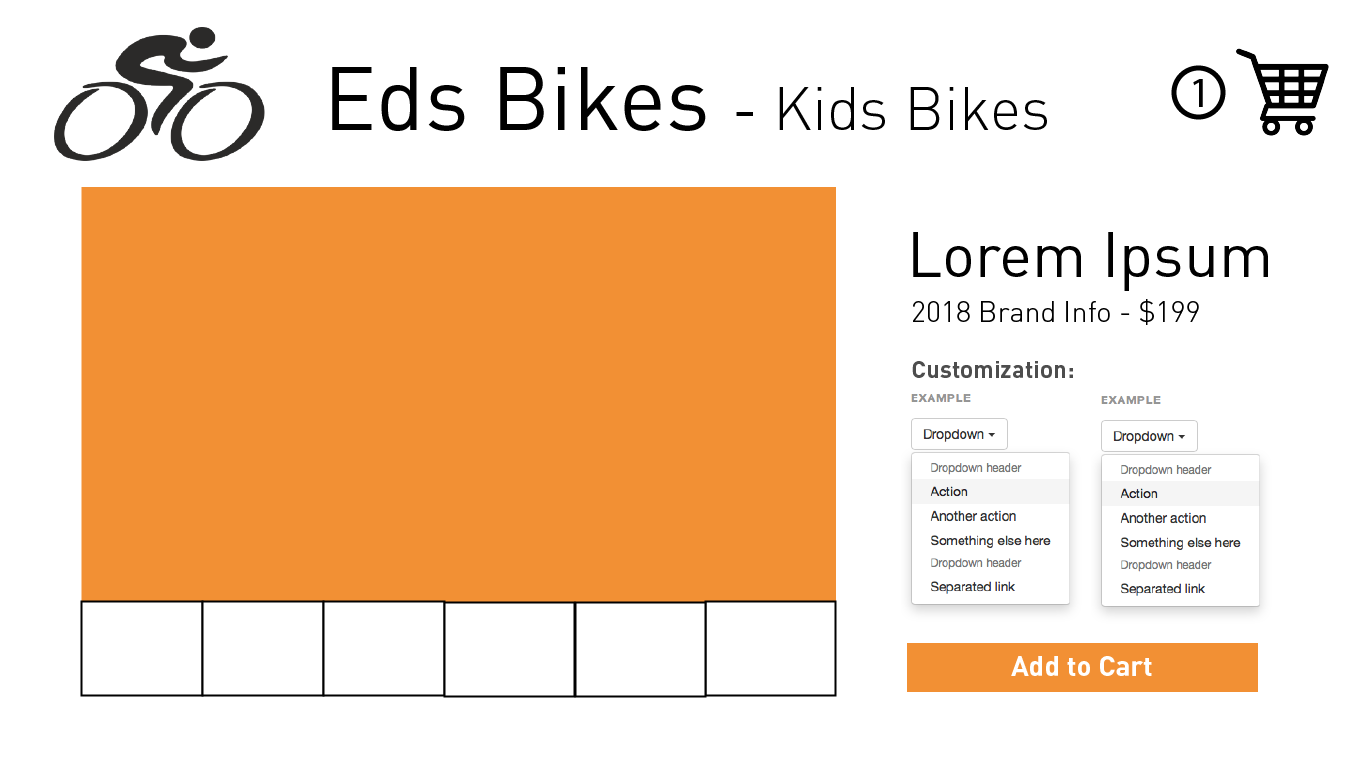 Eds Bikes - Kids Bikes
1
Lorem Ipsum
2018 Brand Info - $199
Customization:
EXAMPLE
Dropdown
Dropdown header
Action
Another action
Something else here
Dropdown header
Separated link
EXAMPLE
Dropdown
Dropdown header
Action
Another action
Something else here
Dropdown header
Separated link
Add to Cart